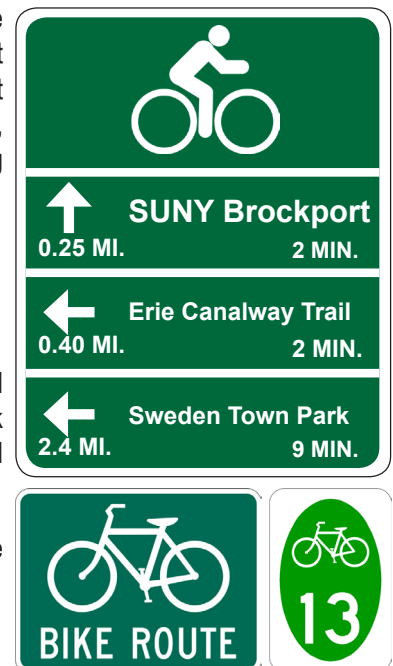 SUNY Brockport
0.25 MI. 2 MIN.
Erie Canalway Trail
0.40 MI. 2 MIN.
Sweden Town Park
2.4 MI. 9 MIN.
BIKE ROUTE
13